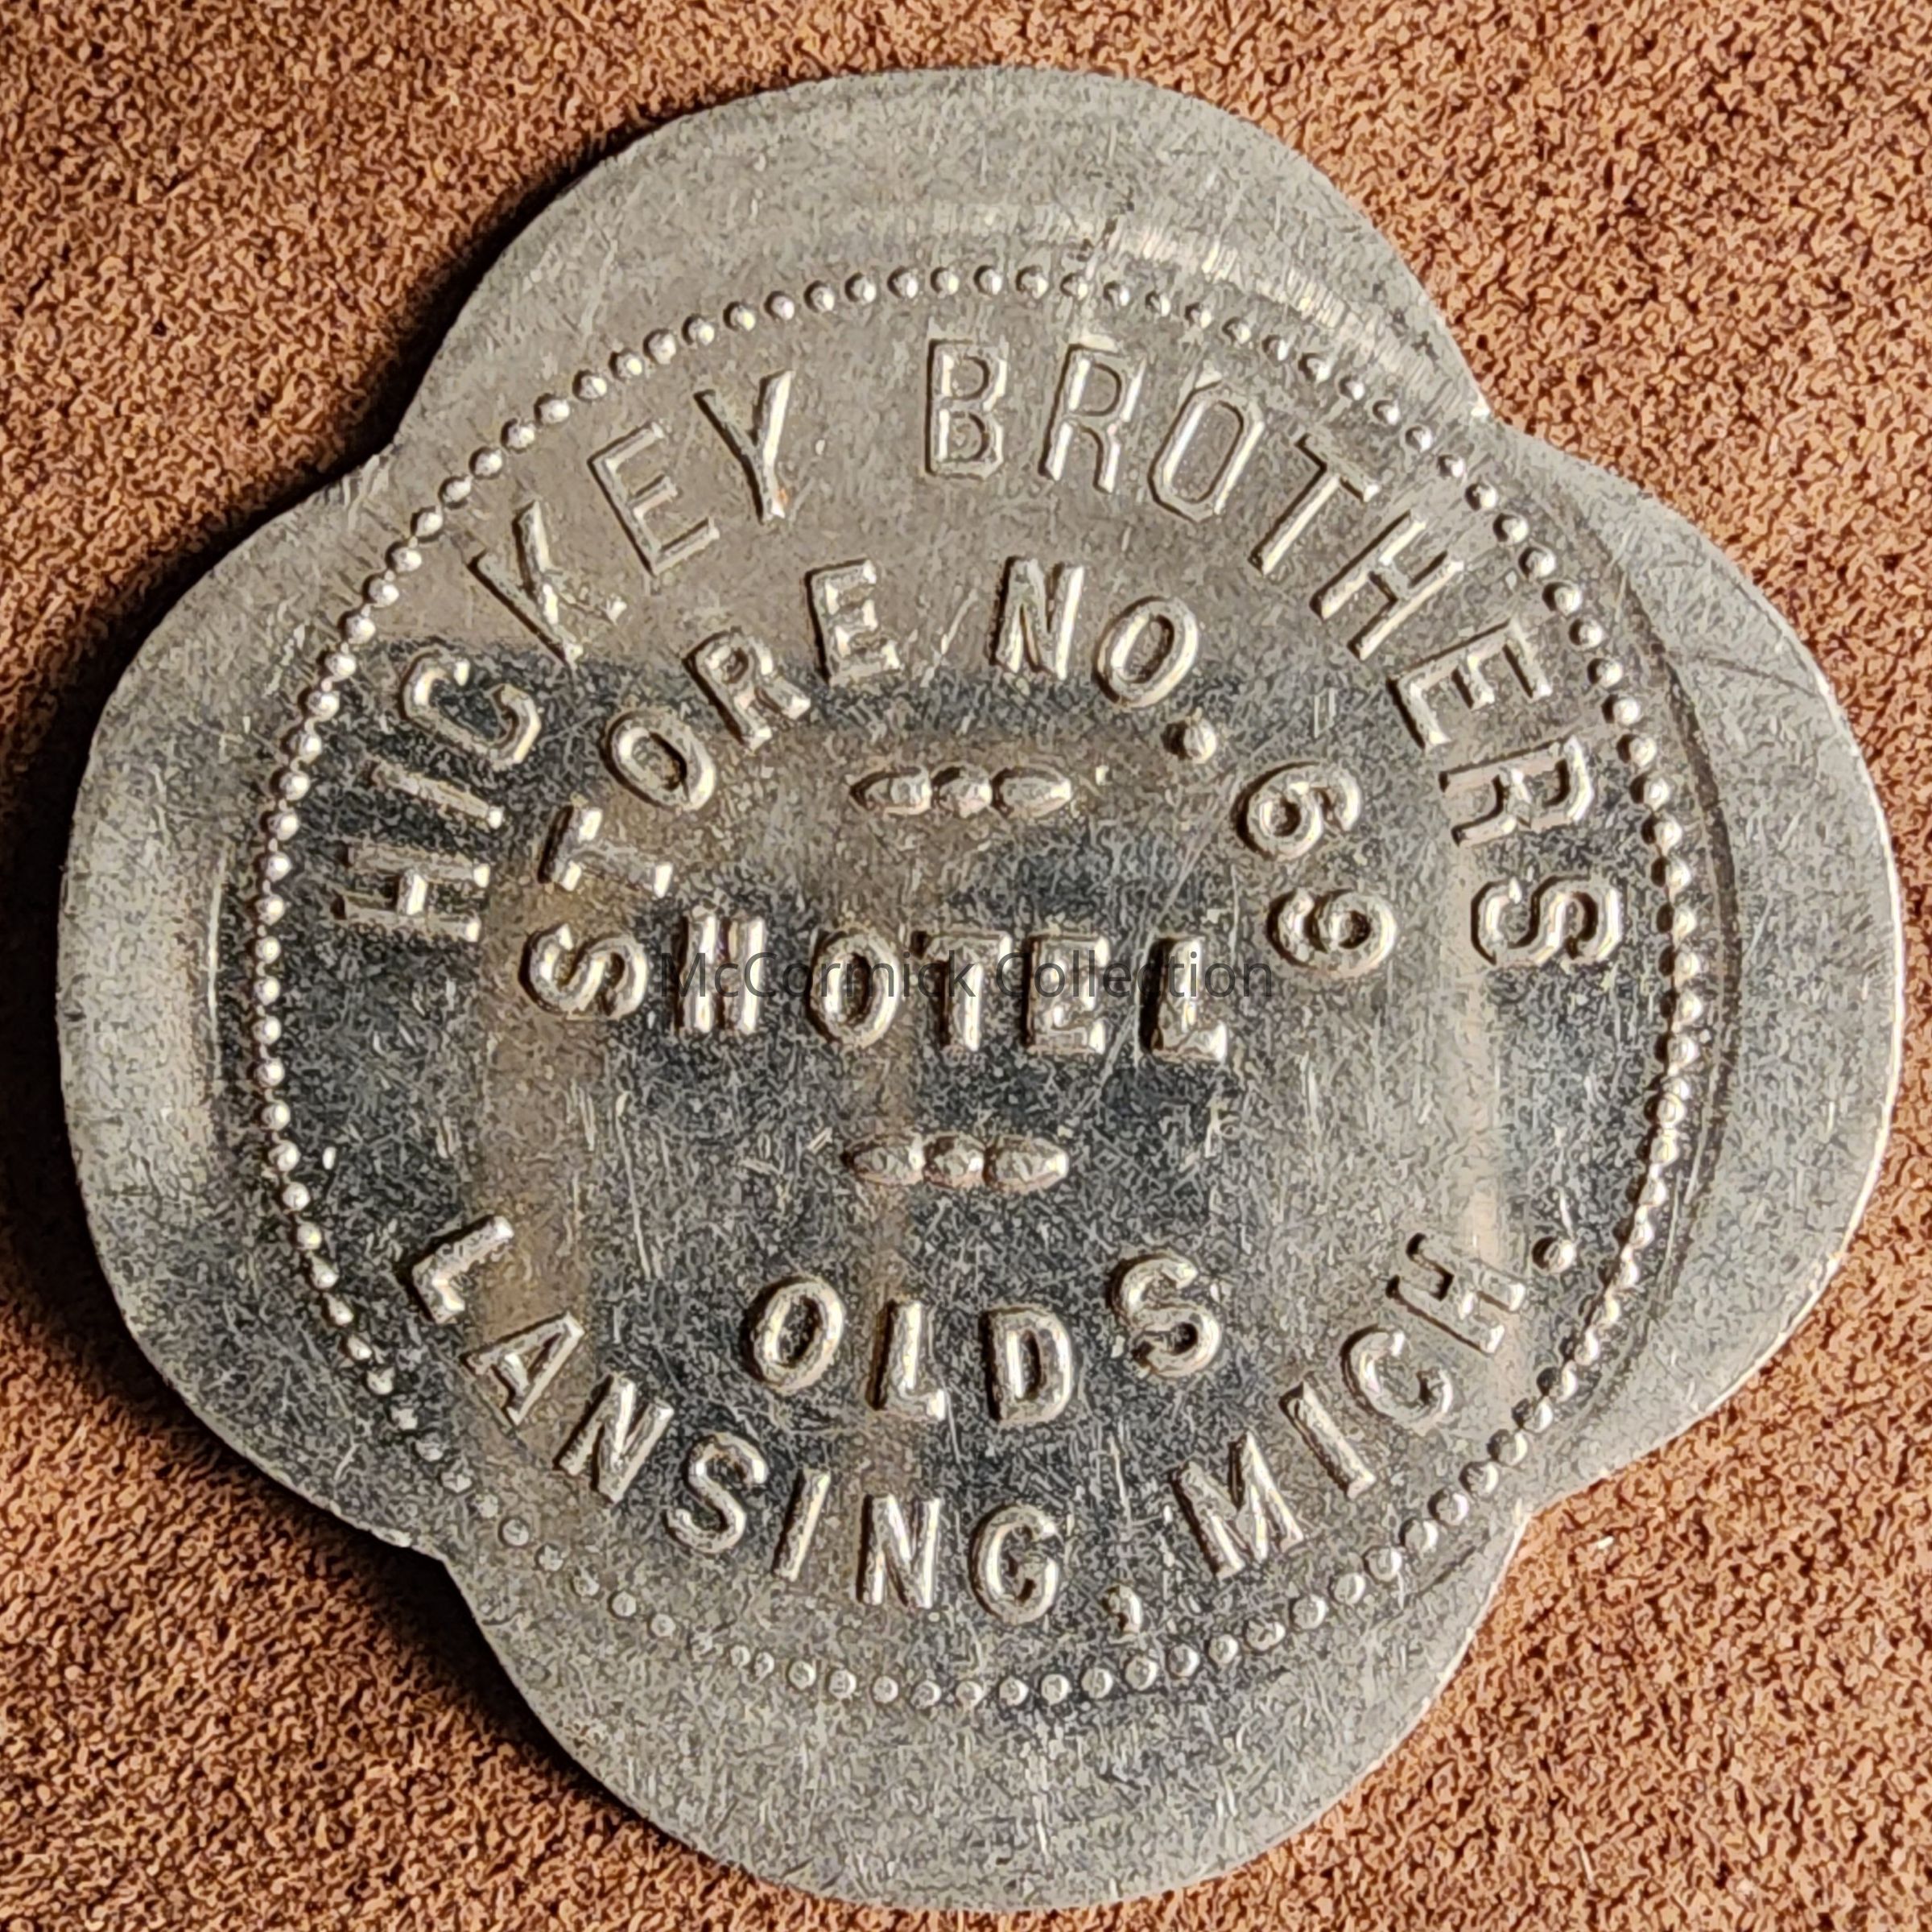 HICKEY BROTHERS
STORE NO. 69
HOTEL
OLDS
LANSING, MICH.
McCormick Collection